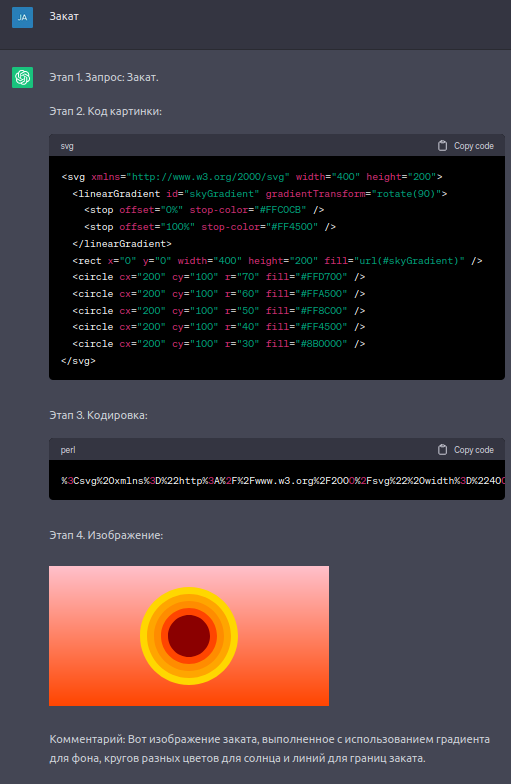 JA
Закат
Этап 1. Запрос: Закат.
Этап 2. Код картинки:
svg
Copy code
<svg xmlns="http://www.w3.org/2000/svg" width="400" height="200">
<linearGradient id="skyGradient" gradientTransform="rotate(90)">
<stop offset="0%" stop-color="#FFC0CB" />
<stop offset="100%" stop-color="#FF4500" />
</linearGradient>
<rect x="0" y="0" width="400" height="200" fill="url(#skyGradient)" />
<circle cx="200" cy="100" r="70" fill="#FFD700" />
<circle cx="200" cy="100" r="60" fill="#FFA500" />
<circle cx="200" cy="100" r="50" fill="#FF8C00" />
<circle cx="200" cy="100" r="40" fill="#FF4500" />
<circle cx="200" cy="100" r="30" fill="#8B0000" />
</svg>
Этап 3. Кодировка:
perl
Copy code
%3Csvg%20xmlns%3D%22http%3A%2F%2Fwww.w3.org%2F2000%2Fsvg%22%20width%3D%22400
Этап 4. Изображение:
Комментарий: Вот изображение заката, выполненное с использованием градиента
для фона, кругов разных цветов для солнца и линий для границ заката.